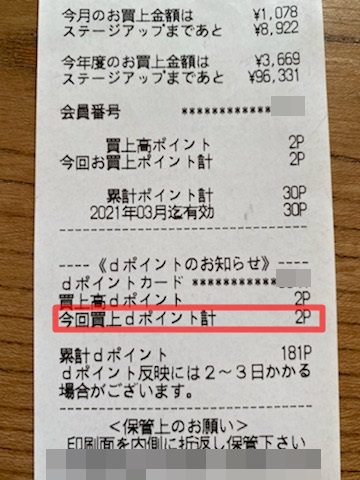 今月のお買上金額は ¥1,078
ステージアップまであと ¥8,922
今年度のお買上金額は ¥3,669
ステージアップまであと ¥96,331
会員番号 ************
買上高ポイント 2P
今回お買上ポイント計 2P
累計ポイント計 30P
2021年03月迄有効 30P
-----《dポイントのお知らせ》-----
dポイントカード ************
買上高dポイント 2P
今回買上dポイント計 2P
累計dポイント 181P
dポイント反映には2～3日かかる
場合がございます。
＜保管上のお願い＞
印刷面を内側に折返し保管下さい